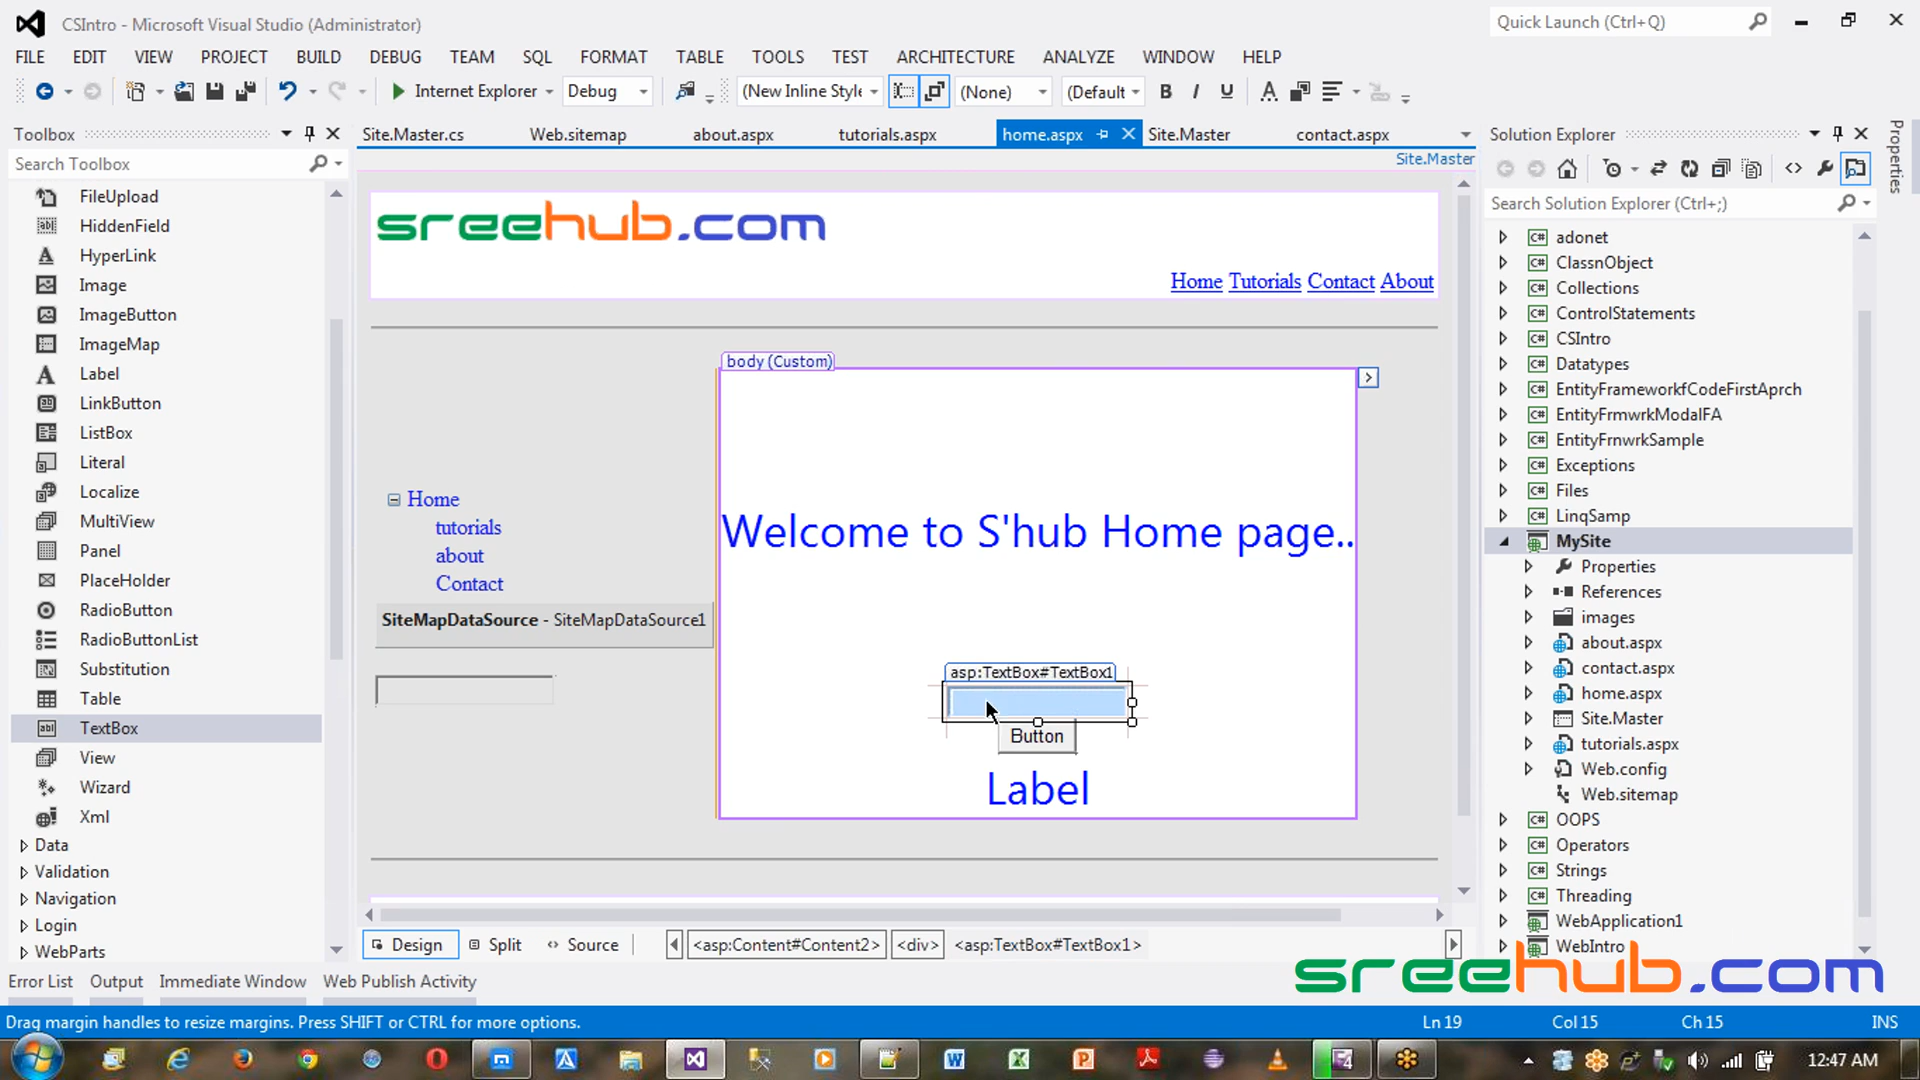 CSIntro - Microsoft Visual Studio (Administrator)
Quick Launch (Ctrl+Q)
FILE EDIT VIEW PROJECT BUILD DEBUG TEAM SQL FORMAT TABLE TOOLS TEST ARCHITECTURE ANALYZE WINDOW HELP
Internet Explorer Debug (New Inline Style (None) (Default B I U A
Toolbox
Site.Master.cs Web.sitemap about.aspx tutorials.aspx home.aspx Site.Master contact.aspx
Solution Explorer
Properties
Search Toolbox
Site.Master
Search Solution Explorer (Ctrl+;)
FileUpload
HiddenField
HyperLink
Image
ImageButton
ImageMap
Label
LinkButton
ListBox
Literal
Localize
MultiView
Panel
PlaceHolder
RadioButton
RadioButtonList
Substitution
Table
TextBox
View
Wizard
Xml
Data
Validation
Navigation
Login
WebParts
sreehub.com
Home Tutorials Contact About
body (Custom)
Home
tutorials
about
Contact
SiteMapDataSource - SiteMapDataSource1
Welcome to S'hub Home page..
asp:TextBox#TextBox1
Button
Label
adonet
ClassnObject
Collections
ControlStatements
CSIntro
Datatypes
EntityFrameworkfCodeFirstAprch
EntityFrmwrkModalFA
EntityFrnwrkSample
Exceptions
Files
LinqSamp
MySite
Properties
References
images
about.aspx
contact.aspx
home.aspx
Site.Master
tutorials.aspx
Web.config
Web.sitemap
OOPS
Operators
Strings
Threading
WebApplication1
WebIntro
Design Split Source <asp:Content#Content2> <div> <asp:TextBox#TextBox1>
Error List Output Immediate Window Web Publish Activity
sreehub.com
Drag margin handles to resize margins. Press SHIFT or CTRL for more options.
Ln 19 Col 15 Ch 15 INS
12:47 AM